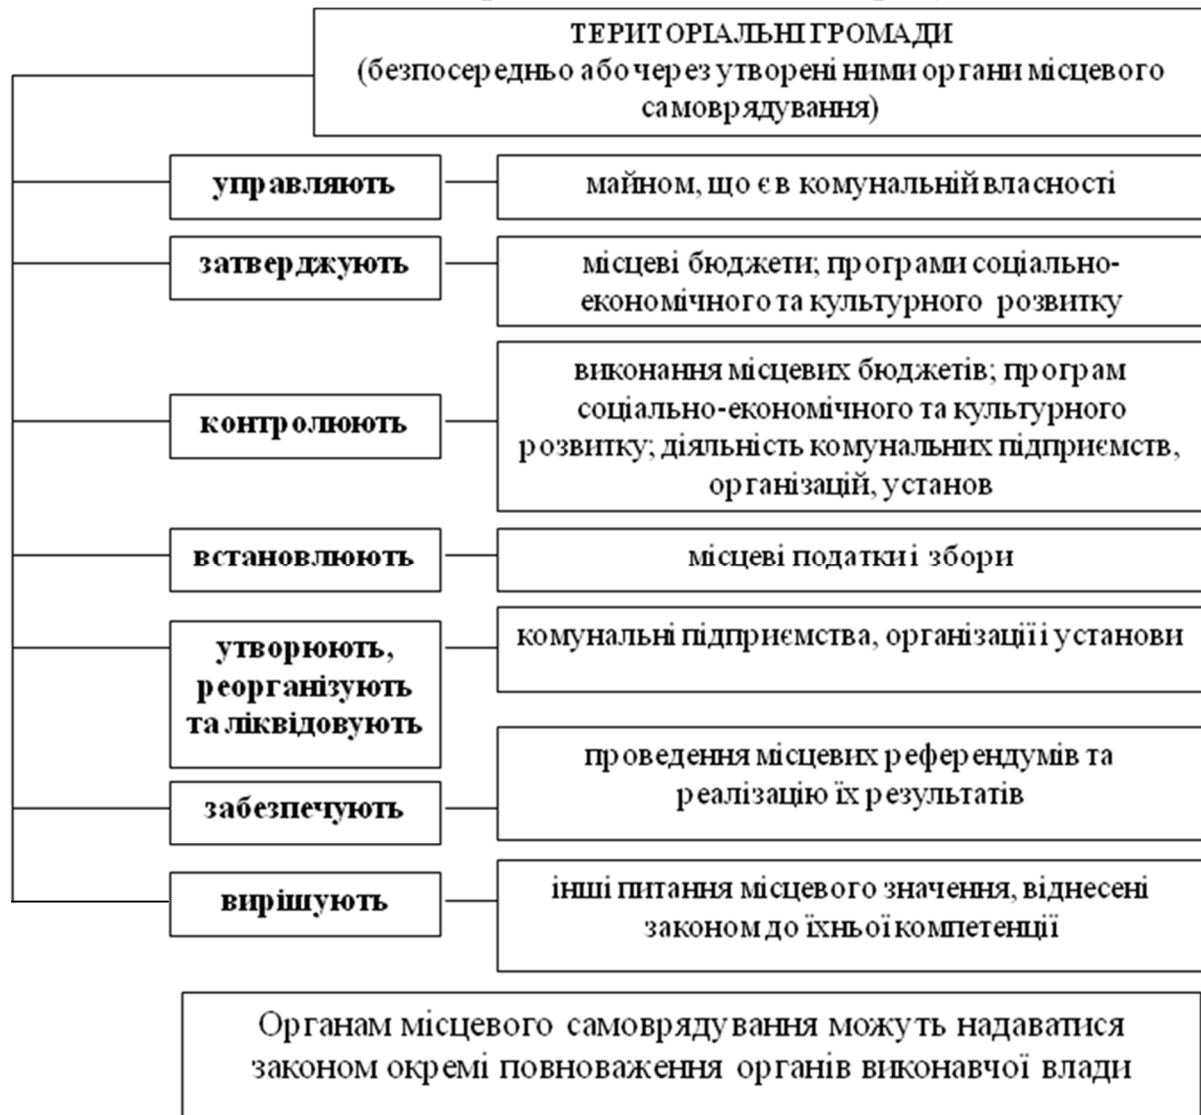 ТЕРИТОРІАЛЬНІ ГРОМАДИ
(безпосередньо або через утворені ними органи місцевого
самоврядування)
управляють
майном, що є в комунальній власності
затверджують
місцеві бюджети; програми соціально-
економічного та культурного розвитку
контролюють
виконання місцевих бюджетів; програм
соціально-економічного та культурного
розвитку; діяльність комунальних підприємств,
організацій, установ
встановлюють
місцеві податки і збори
утворюють,
реорганізують
та ліквідовують
комунальні підприємства, організації і установи
забезпечують
проведення місцевих референдумів та
реалізацію їх результатів
вирішують
інші питання місцевого значення, віднесені
законом до їхньої компетенції
Органам місцевого самоврядування можуть надаватися
законом окремі повноваження органів виконавчої влади